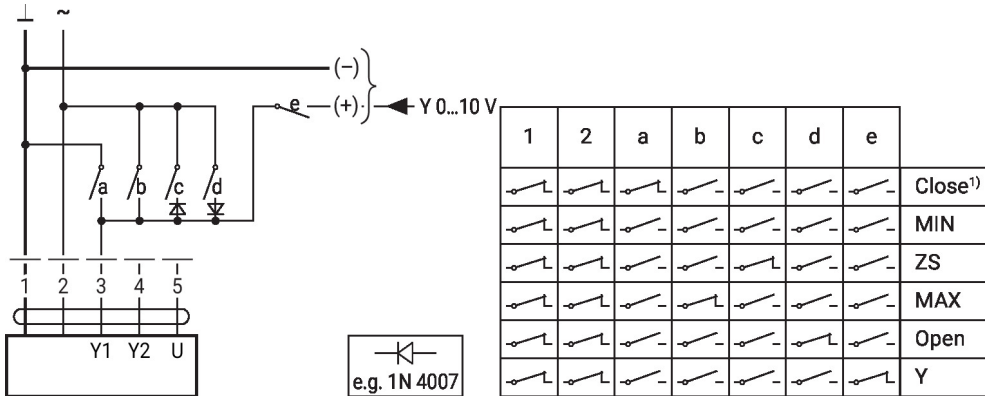 ⊥ ~
(−)
e (+) Y 0...10 V
a b c d
1 2 3 4 5
Y1 Y2 U
e.g. 1N 4007
1 2 a b c d e
Close¹⁾
MIN
ZS
MAX
Open
Y